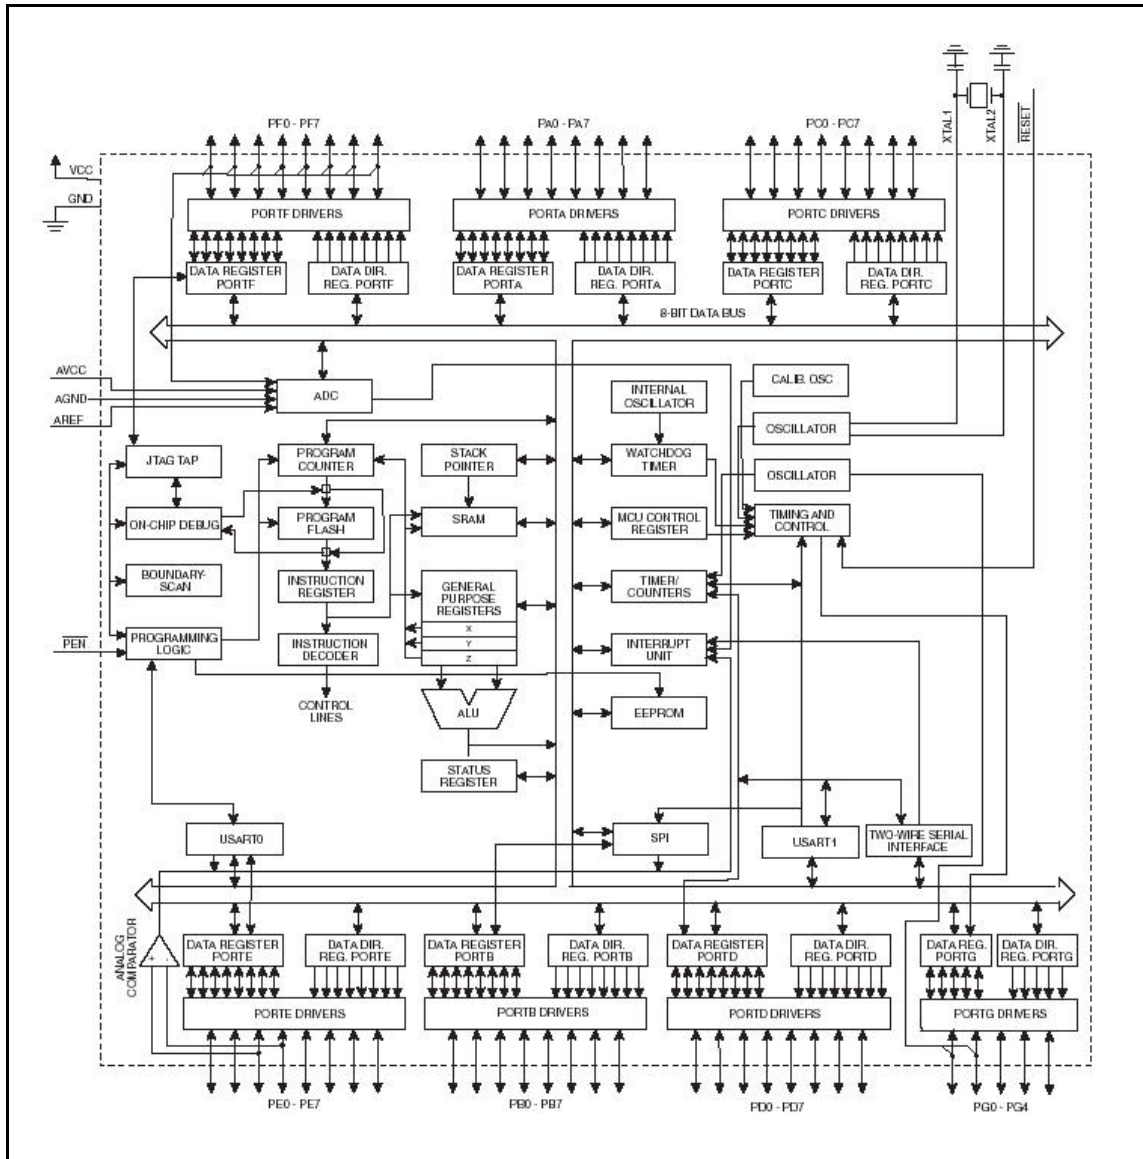 XTAL1
XTAL2
RESET
PF0 - PF7
PA0 - PA7
PC0 - PC7
VCC
GND
PORTF DRIVERS
PORTA DRIVERS
PORTC DRIVERS
DATA REGISTER
PORTF
DATA DIR.
REG. PORTF
DATA REGISTER
PORTA
DATA DIR.
REG. PORTA
DATA REGISTER
PORTC
DATA DIR.
REG. PORTC
8-BIT DATA BUS
AVCC
AGND
AREF
ADC
INTERNAL
OSCILLATOR
CALIB. OSC
OSCILLATOR
JTAG TAP
PROGRAM
COUNTER
STACK
POINTER
WATCHDOG
TIMER
OSCILLATOR
ON-CHIP DEBUG
PROGRAM
FLASH
SRAM
MCU CONTROL
REGISTER
TIMING AND
CONTROL
BOUNDARY-
SCAN
INSTRUCTION
REGISTER
GENERAL
PURPOSE
REGISTERS
X
Y
Z
TIMER/
COUNTERS
PEN
PROGRAMMING
LOGIC
INSTRUCTION
DECODER
INTERRUPT
UNIT
CONTROL
LINES
ALU
EEPROM
STATUS
REGISTER
USART0
SPI
USART1
TWO-WIRE SERIAL
INTERFACE
ANALOG
COMPARATOR
+ -
DATA REGISTER
PORTE
DATA DIR.
REG. PORTE
DATA REGISTER
PORTB
DATA DIR.
REG. PORTB
DATA REGISTER
PORTD
DATA DIR.
REG. PORTD
DATA REG.
PORTG
DATA DIR.
REG. PORTG
PORTE DRIVERS
PORTB DRIVERS
PORTD DRIVERS
PORTG DRIVERS
PE0 - PE7
PB0 - PB7
PD0 - PD7
PG0 - PG4